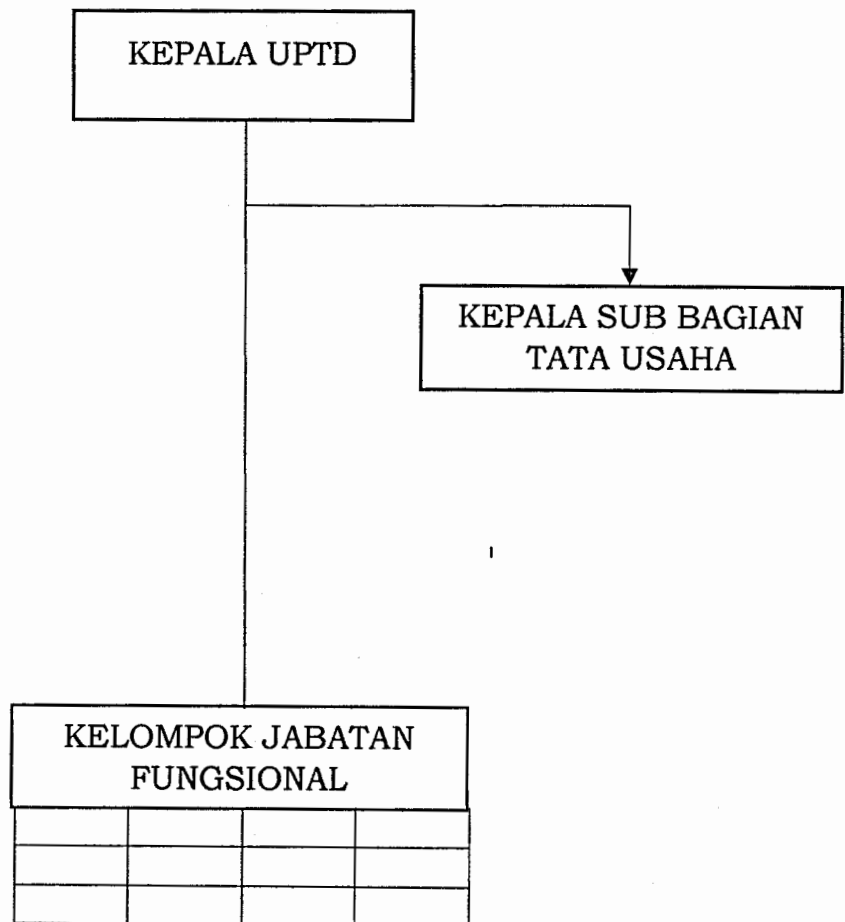 KEPALA UPTD
KEPALA SUB BAGIAN
TATA USAHA
KELOMPOK JABATAN
FUNGSIONAL